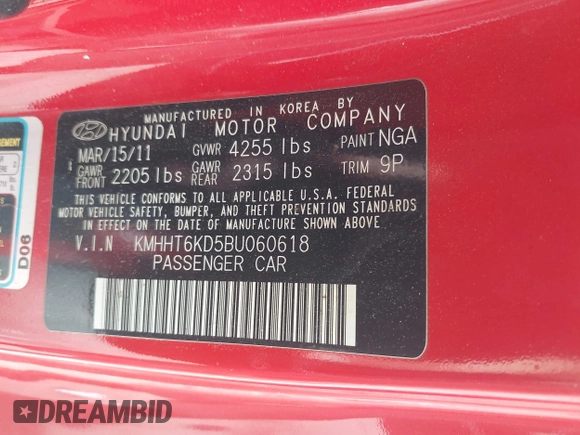 MANUFACTURED IN KOREA BY
HYUNDAI MOTOR COMPANY
MAR/15/11 GVWR 4255 lbs PAINT NGA
GAWR FRONT 2205 lbs GAWR REAR 2315 lbs TRIM 9P
THIS VEHICLE CONFORMS TO ALL APPLICABLE U.S.A. FEDERAL
MOTOR VEHICLE SAFETY, BUMPER, AND THEFT PREVENTION STANDARDS
IN EFFECT ON THE DATE OF MANUFACTURE SHOWN ABOVE.
V.I.N KMHHT6KD5BU060618
PASSENGER CAR
D06
DREAMBID